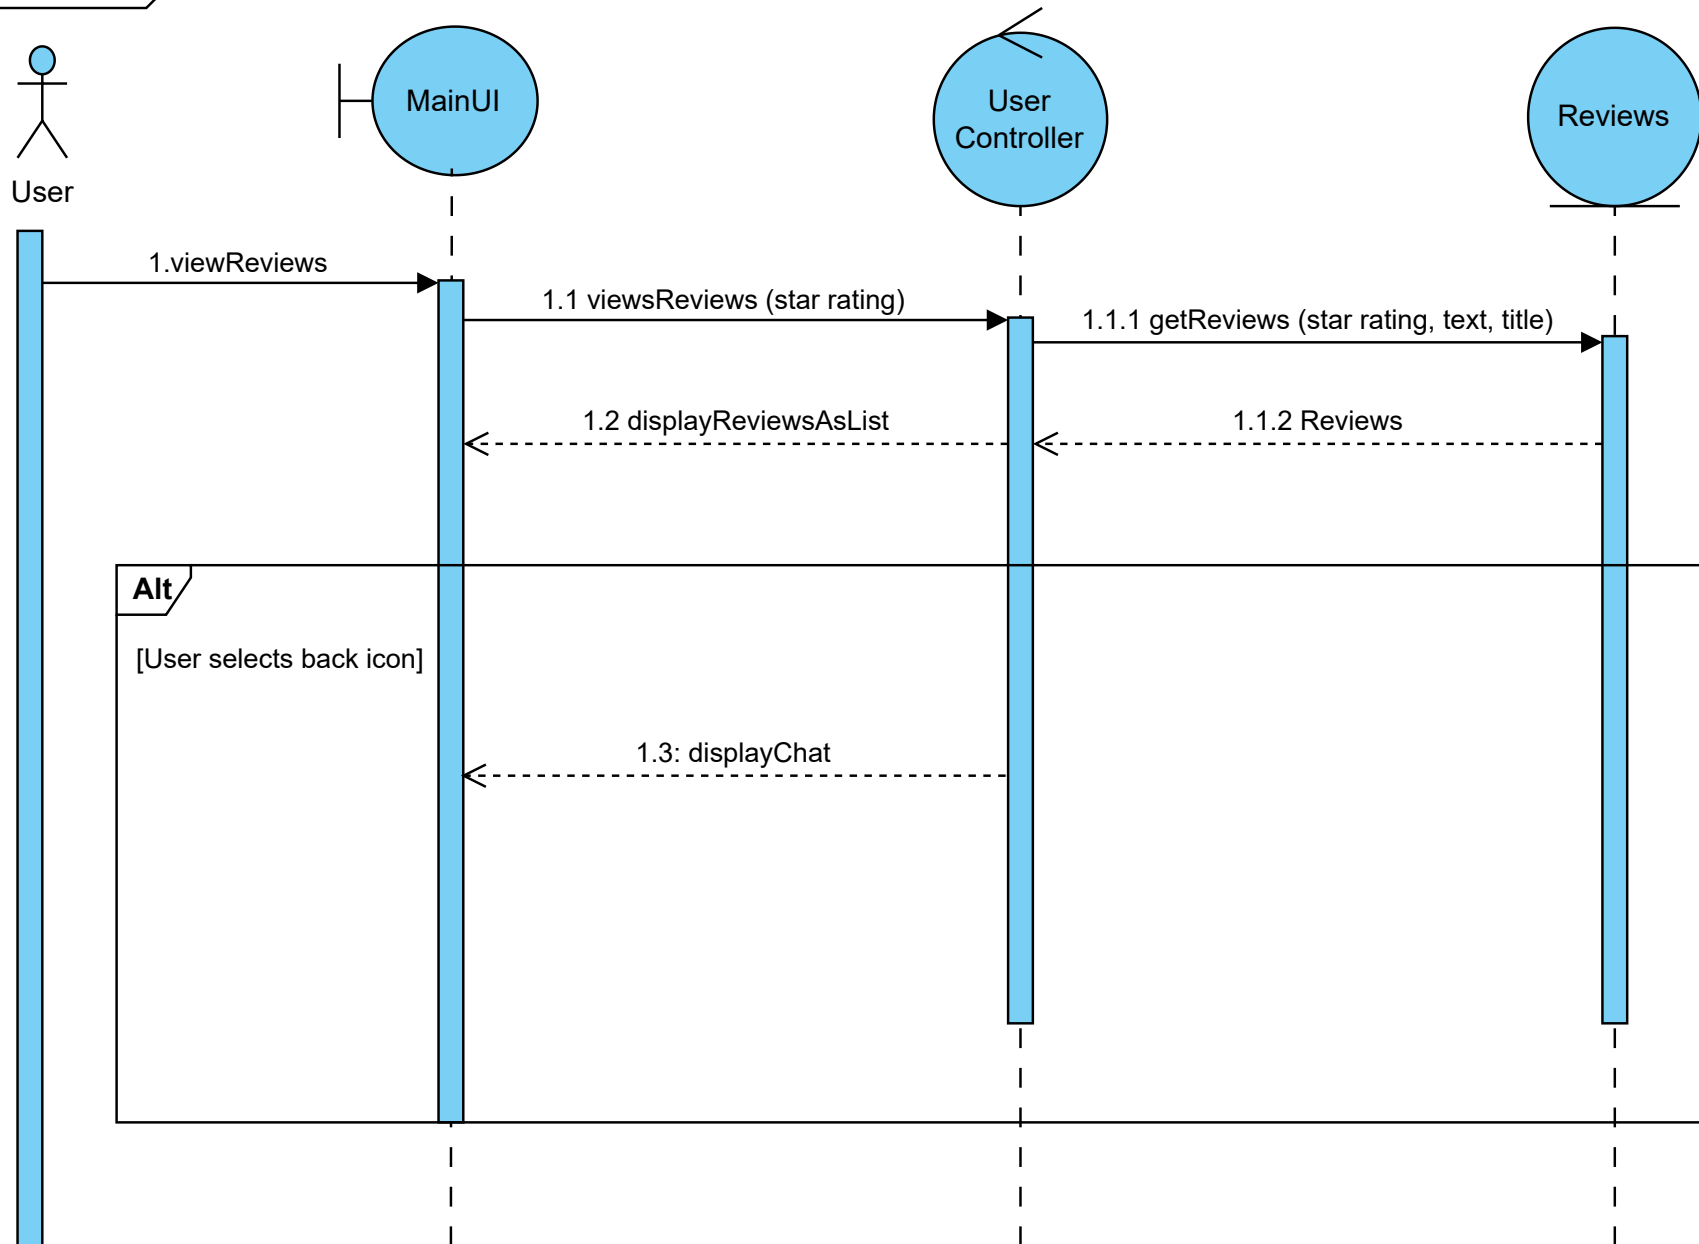 MainUI
User
Controller
Reviews
User
1.viewReviews
1.1 viewsReviews (star rating)
1.1.1 getReviews (star rating, text, title)
1.2 displayReviewsAsList
1.1.2 Reviews
Alt
[User selects back icon]
1.3: displayChat